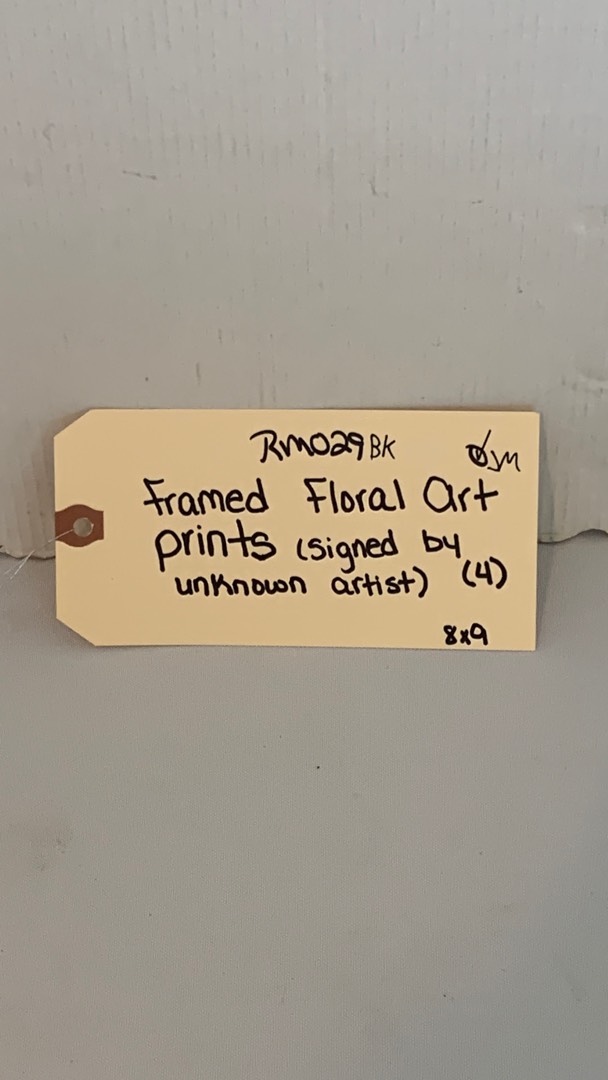 RM029BK
Framed Floral Art
prints (signed by
unknown artist) (4)
8x9